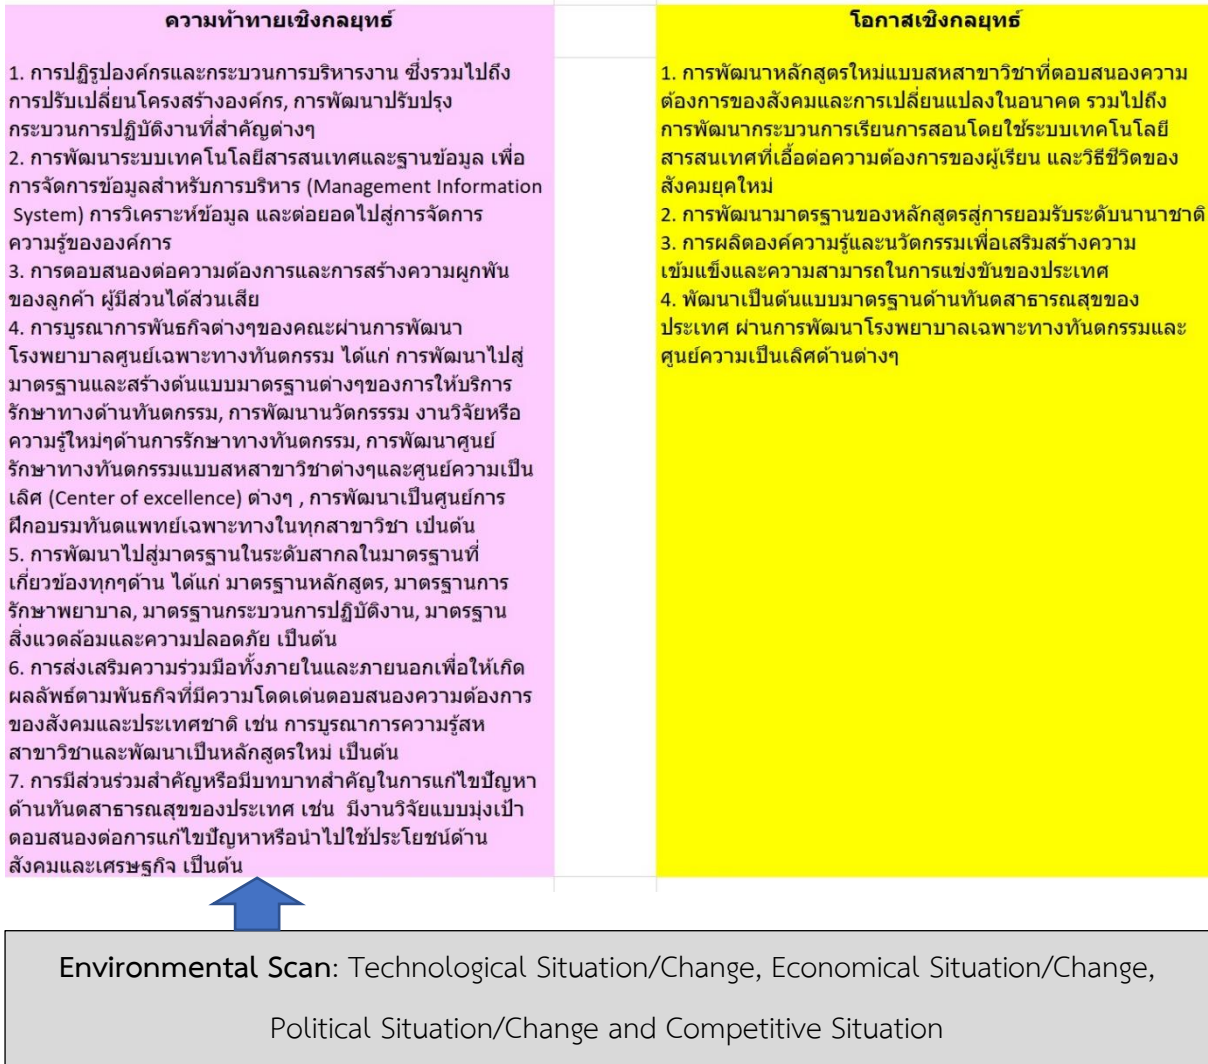 ความท้าทายเชิงกลยุทธ์
1. การปฏิรูปองค์กรและกระบวนการบริหารงาน ซึ่งรวมไปถึง
การปรับเปลี่ยนโครงสร้างองค์กร, การพัฒนาปรับปรุง
กระบวนการปฏิบัติงานที่สำคัญต่างๆ
2. การพัฒนาระบบเทคโนโลยีสารสนเทศและฐานข้อมูล เพื่อ
การจัดการข้อมูลสำหรับการบริหาร (Management Information
System) การวิเคราะห์ข้อมูล และต่อยอดไปสู่การจัดการ
ความรู้ขององค์การ
3. การตอบสนองต่อความต้องการและการสร้างความผูกพัน
ของลูกค้า ผู้มีส่วนได้ส่วนเสีย
4. การบูรณาการพันธกิจต่างๆของคณะผ่านการพัฒนา
โรงพยาบาลศูนย์เฉพาะทางทันตกรรม ได้แก่ การพัฒนาไปสู่
มาตรฐานและสร้างต้นแบบมาตรฐานต่างๆของการให้บริการ
รักษาทางด้านทันตกรรม, การพัฒนานวัตกรรรม งานวิจัยหรือ
ความรู้ใหม่ๆด้านการรักษาทางทันตกรรม, การพัฒนาศูนย์
รักษาทางทันตกรรมแบบสหสาขาวิชาต่างๆและศูนย์ความเป็น
เลิศ (Center of excellence) ต่างๆ , การพัฒนาเป็นศูนย์การ
ฝึกอบรมทันตแพทย์เฉพาะทางในทุกสาขาวิชา เป็นต้น
5. การพัฒนาไปสู่มาตรฐานในระดับสากลในมาตรฐานที่
เกี่ยวข้องทุกๆด้าน ได้แก่ มาตรฐานหลักสูตร, มาตรฐานการ
รักษาพยาบาล, มาตรฐานกระบวนการปฏิบัติงาน, มาตรฐาน
สิ่งแวดล้อมและความปลอดภัย เป็นต้น
6. การส่งเสริมความร่วมมือทั้งภายในและภายนอกเพื่อให้เกิด
ผลลัพธ์ตามพันธกิจที่มีความโดดเด่นตอบสนองความต้องการ
ของสังคมและประเทศชาติ เช่น การบูรณาการความรู้สห
สาขาวิชาและพัฒนาเป็นหลักสูตรใหม่ เป็นต้น
7. การมีส่วนร่วมสำคัญหรือมีบทบาทสำคัญในการแก้ไขปัญหา
ด้านทันตสาธารณสุขของประเทศ เช่น  มีงานวิจัยแบบมุ่งเป้า
ตอบสนองต่อการแก้ไขปัญหาหรือนำไปใช้ประโยชน์ด้าน
สังคมและเศรษฐกิจ เป็นต้น
โอกาสเชิงกลยุทธ์
1. การพัฒนาหลักสูตรใหม่แบบสหสาขาวิชาที่ตอบสนองความ
ต้องการของสังคมและการเปลี่ยนแปลงในอนาคต รวมไปถึง
การพัฒนากระบวนการเรียนการสอนโดยใช้ระบบเทคโนโลยี
สารสนเทศที่เอื้อต่อความต้องการของผู้เรียน และวิธีชีวิตของ
สังคมยุคใหม่
2. การพัฒนามาตรฐานของหลักสูตรสู่การยอมรับระดับนานาชาติ
3. การผลิตองค์ความรู้และนวัตกรรมเพื่อเสริมสร้างความ
เข้มแข็งและความสามารถในการแข่งขันของประเทศ
4. พัฒนาเป็นต้นแบบมาตรฐานด้านทันตสาธารณสุขของ
ประเทศ ผ่านการพัฒนาโรงพยาบาลเฉพาะทางทันตกรรมและ
ศูนย์ความเป็นเลิศด้านต่างๆ
Environmental Scan: Technological Situation/Change, Economical Situation/Change,
Political Situation/Change and Competitive Situation